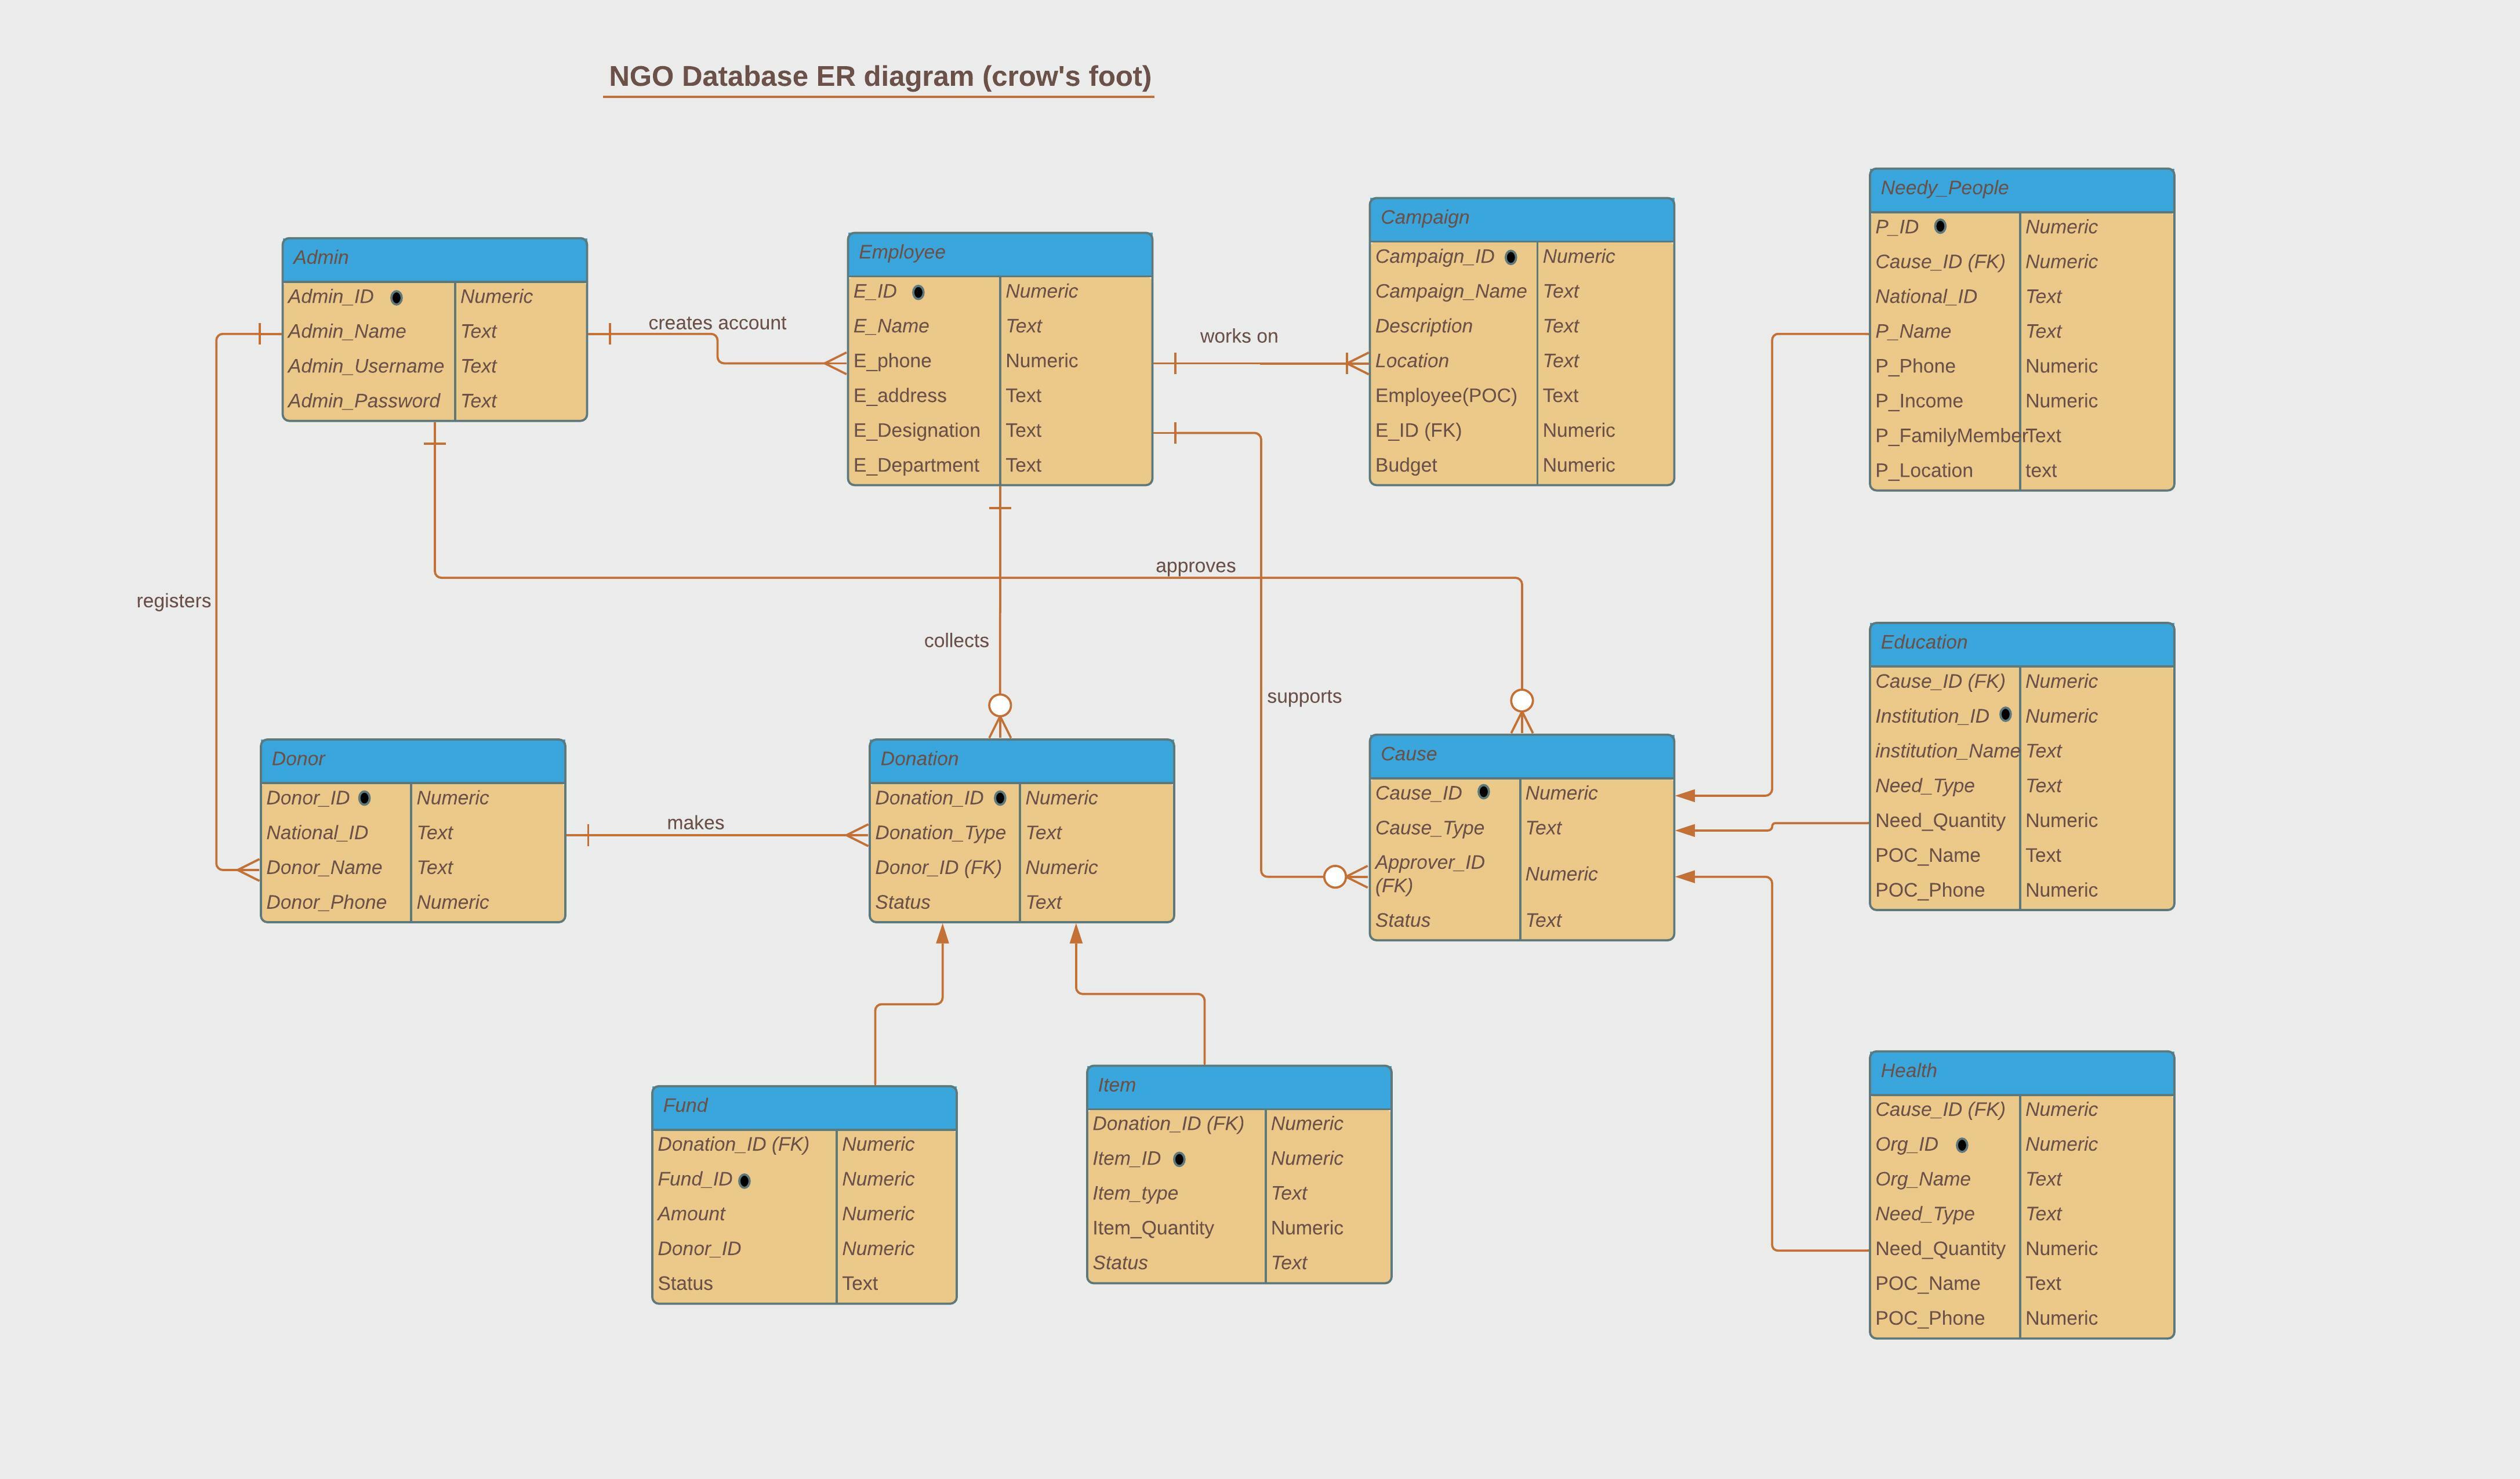 NGO Database ER diagram (crow's foot)
Admin
Admin_ID Numeric
Admin_Name Text
Admin_Username Text
Admin_Password Text
creates account
Employee
E_ID Numeric
E_Name Text
E_phone Numeric
E_address Text
E_Designation Text
E_Department Text
works on
Campaign
Campaign_ID Numeric
Campaign_Name Text
Description Text
Location Text
Employee(POC) Text
E_ID (FK) Numeric
Budget Numeric
Needy_People
P_ID Numeric
Cause_ID (FK) Numeric
National_ID Text
P_Name Text
P_Phone Numeric
P_Income Numeric
P_FamilyMember Text
P_Location text
registers
approves
collects
supports
Donor
Donor_ID Numeric
National_ID Text
Donor_Name Text
Donor_Phone Numeric
makes
Donation
Donation_ID Numeric
Donation_Type Text
Donor_ID (FK) Numeric
Status Text
Cause
Cause_ID Numeric
Cause_Type Text
Approver_ID
(FK) Numeric
Status Text
Education
Cause_ID (FK) Numeric
Institution_ID Numeric
institution_Name Text
Need_Type Text
Need_Quantity Numeric
POC_Name Text
POC_Phone Numeric
Fund
Donation_ID (FK) Numeric
Fund_ID Numeric
Amount Numeric
Donor_ID Numeric
Status Text
Item
Donation_ID (FK) Numeric
Item_ID Numeric
Item_type Text
Item_Quantity Numeric
Status Text
Health
Cause_ID (FK) Numeric
Org_ID Numeric
Org_Name Text
Need_Type Text
Need_Quantity Numeric
POC_Name Text
POC_Phone Numeric